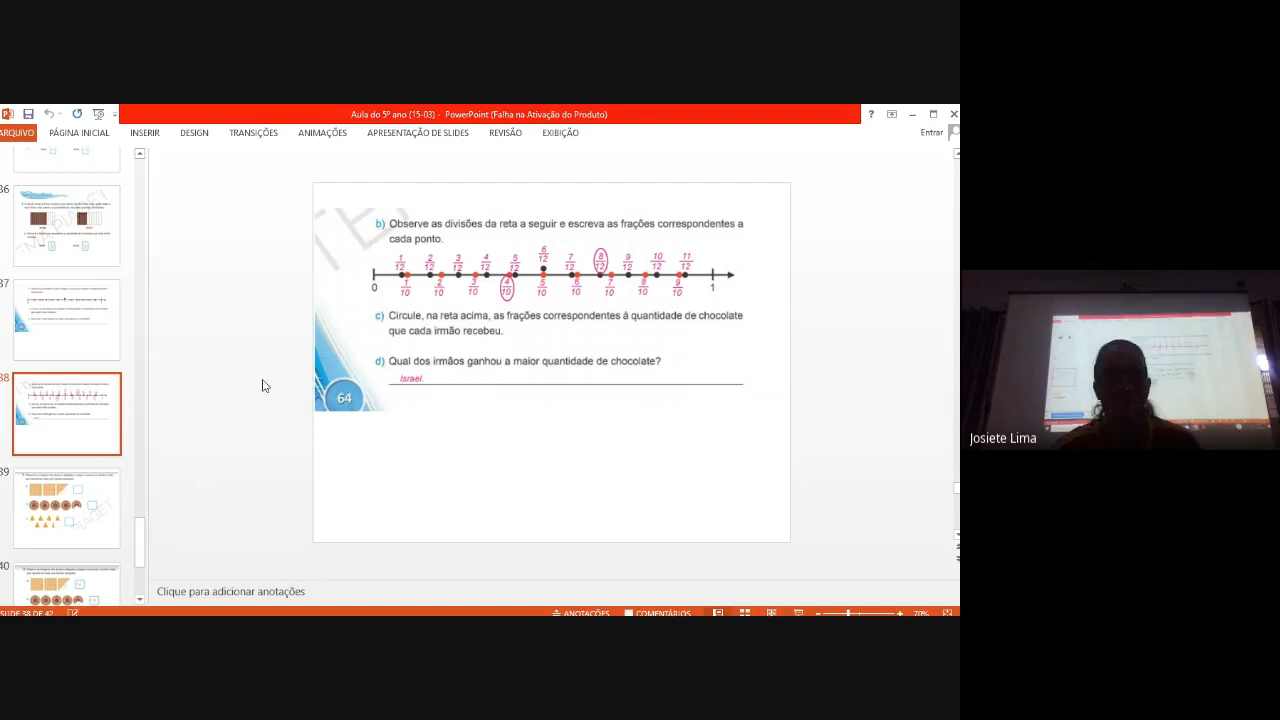 Aula do 5º ano (15-03) - PowerPoint (Falha na Ativação do Produto)
ARQUIVO PÁGINA INICIAL INSERIR DESIGN TRANSIÇÕES ANIMAÇÕES APRESENTAÇÃO DE SLIDES REVISÃO EXIBIÇÃO Entrar
b) Observe as divisões da reta a seguir e escreva as frações correspondentes a
cada ponto.
1/12 2/12 3/12 4/12 5/12 6/12 7/12 8/12 9/12 10/12 11/12
0 1/10 2/10 3/10 4/10 5/10 6/10 7/10 8/10 9/10 1
c) Circule, na reta acima, as frações correspondentes à quantidade de chocolate
que cada irmão recebeu.
d) Qual dos irmãos ganhou a maior quantidade de chocolate?
Israel.
64
Clique para adicionar anotações
SLIDE 38 DE 42 ANOTAÇÕES COMENTÁRIOS 70%
Josiete Lima